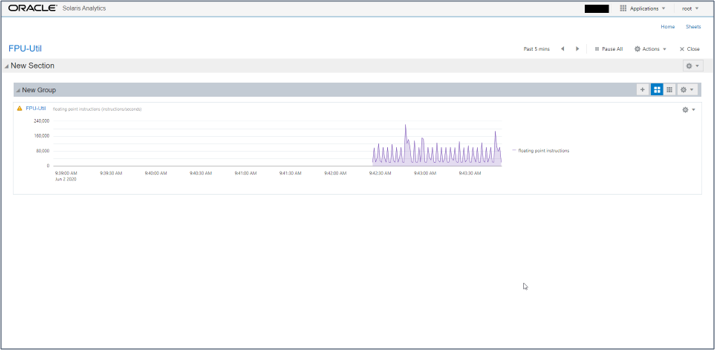 ORACLE Solaris Analytics Applications root
Home Sheets
FPU-Util Past 5 mins Pause All Actions Close
New Section
New Group
FPU-Util floating point instructions (instructions/second)
240,000
160,000
80,000
0
floating point instructions
9:39:00 AM 9:39:30 AM 9:40:00 AM 9:40:30 AM 9:41:00 AM 9:41:30 AM 9:42:00 AM 9:42:30 AM 9:43:00 AM 9:43:30 AM
Jun 2 2020